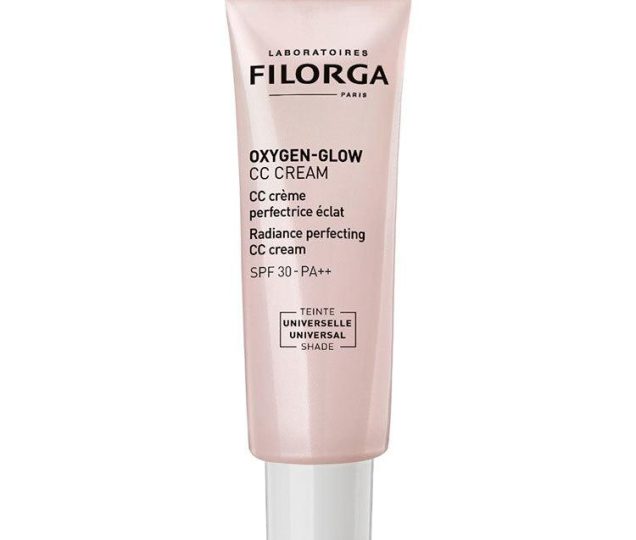 LABORATOIRES
FILORGA
PARIS
OXYGEN-GLOW
CC CREAM
CC crème
perfectrice éclat
Radiance perfecting
CC cream
SPF 30 - PA++
TEINTE
UNIVERSELLE
UNIVERSAL
SHADE